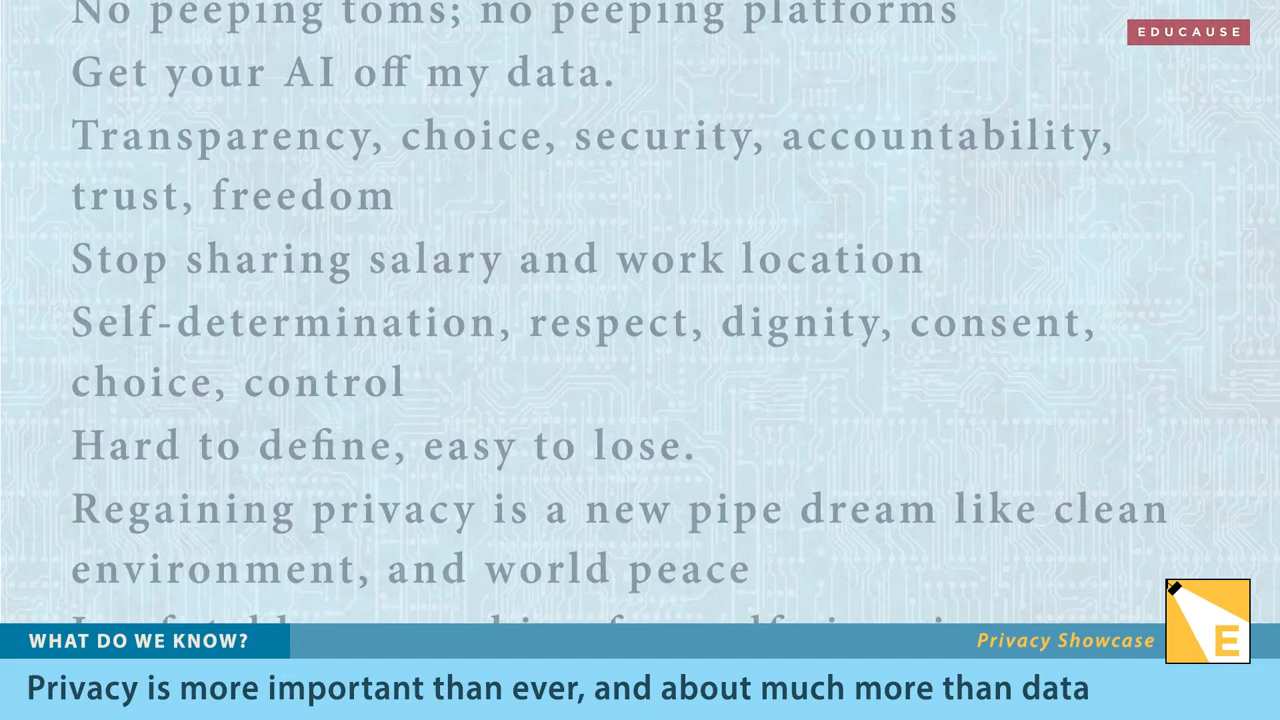 No peeping toms; no peeping platforms
EDUCAUSE
Get your AI off my data.
Transparency, choice, security, accountability,
trust, freedom
Stop sharing salary and work location
Self-determination, respect, dignity, consent,
choice, control
Hard to define, easy to lose.
Regaining privacy is a new pipe dream like clean
environment, and world peace
WHAT DO WE KNOW?
Privacy Showcase
E
Privacy is more important than ever, and about much more than data